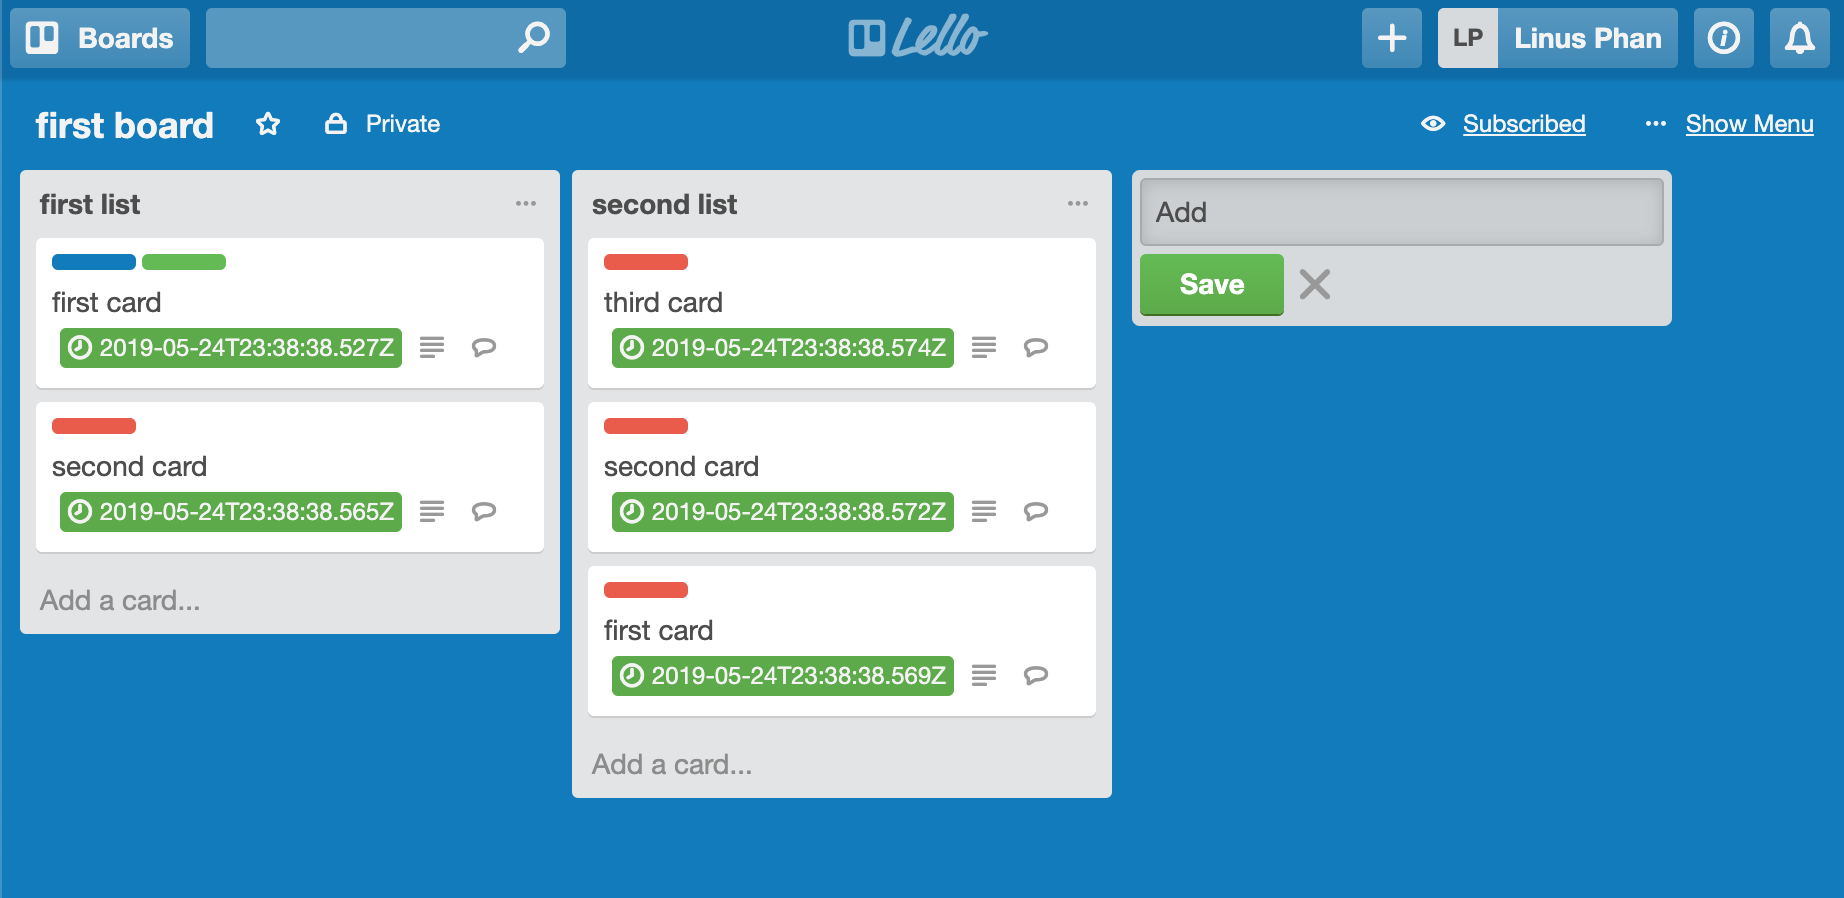 Boards
Lello
LP Linus Phan
first board Private
Subscribed ... Show Menu
first list ...
first card
2019-05-24T23:38:38.527Z
second card
2019-05-24T23:38:38.565Z
Add a card...
second list ...
third card
2019-05-24T23:38:38.574Z
second card
2019-05-24T23:38:38.572Z
first card
2019-05-24T23:38:38.569Z
Add a card...
Add
Save